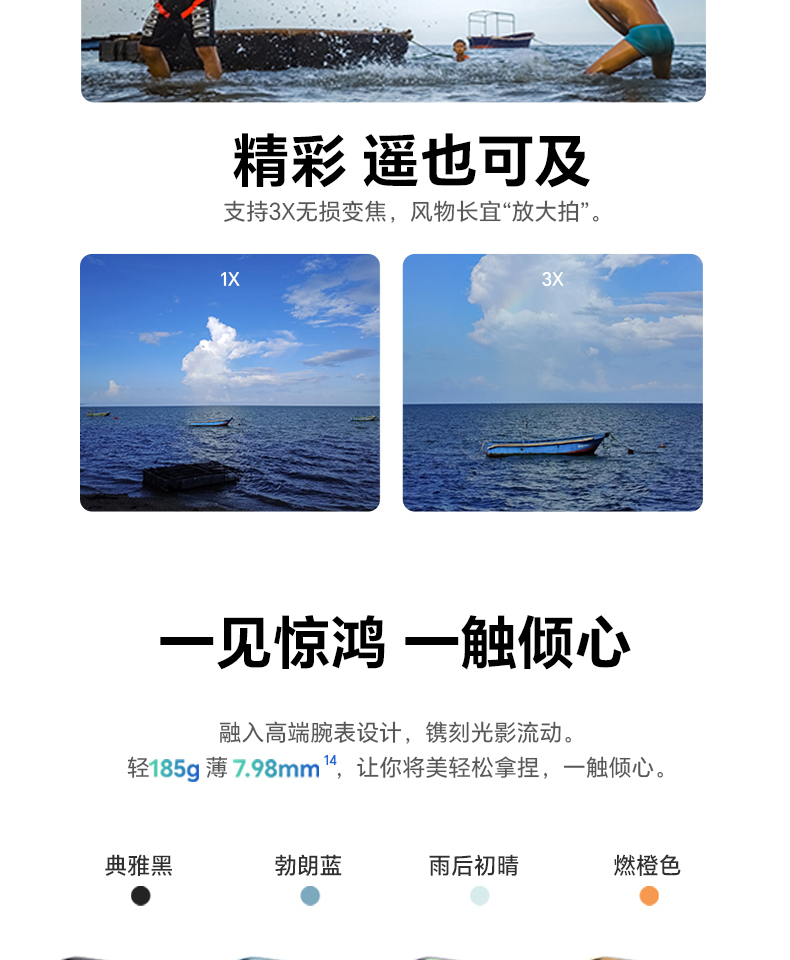 精彩 遥也可及
支持3X无损变焦，风物长宜“放大拍”。
1X
3X
一见惊鸿 一触倾心
融入高端腕表设计，镌刻光影流动。
轻185g 薄 7.98mm 14，让你将美轻松拿捏，一触倾心。
典雅黑
勃朗蓝
雨后初晴
燃橙色